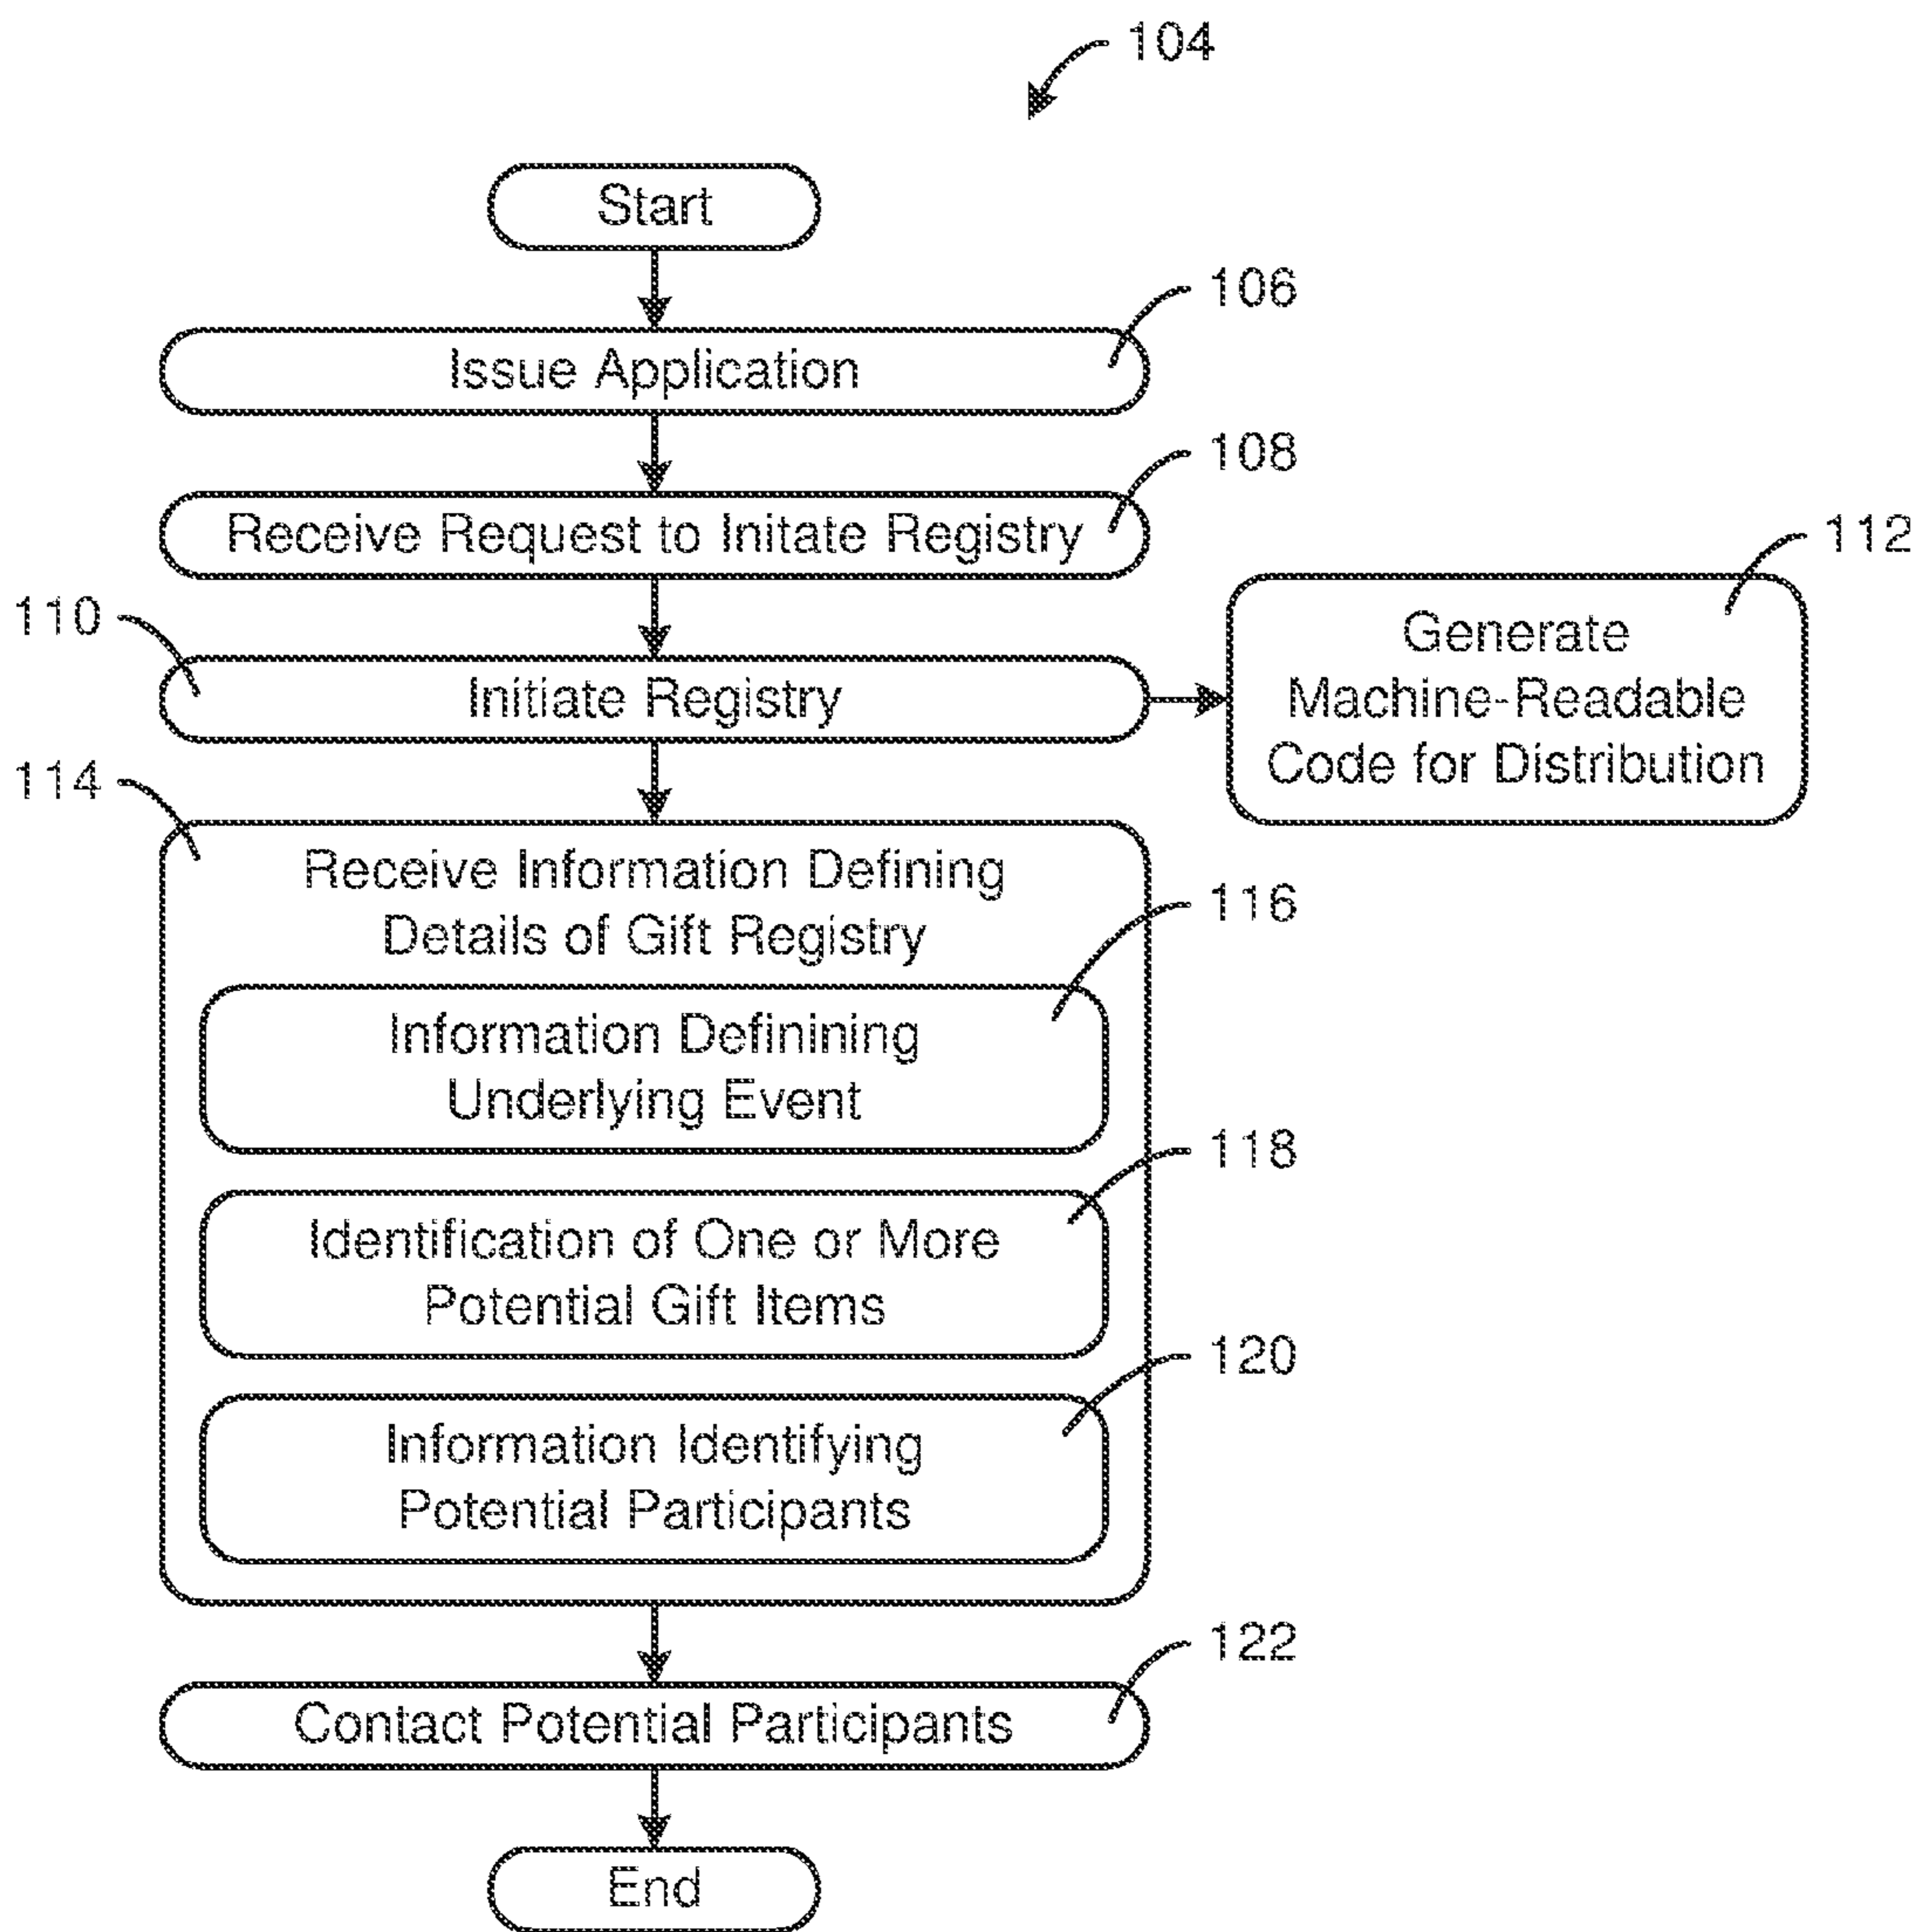 104
Start
106
Issue Application
108
Receive Request to Initate Registry
112
110
Initiate Registry
Generate
Machine-Readable
Code for Distribution
114
Receive Information Defining
Details of Gift Registry
116
Information Definining
Underlying Event
118
Identification of One or More
Potential Gift Items
120
Information Identifying
Potential Participants
122
Contact Potential Participants
End